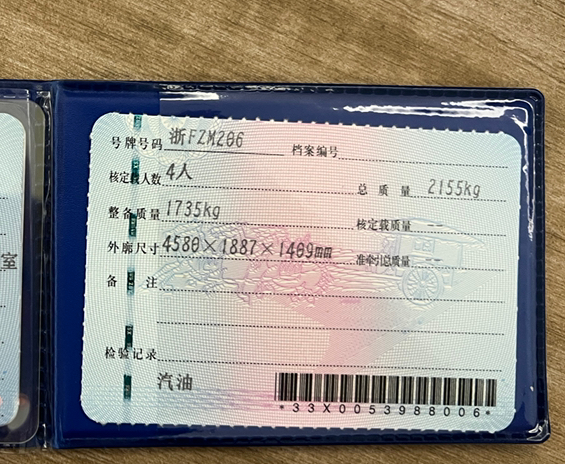 号牌号码 浙FZM206 档案编号
核定载人数 4人 总质量 2155kg
整备质量 1735kg 核定载质量 --
外廓尺寸 4580×1887×1409mm 准牵引总质量 --
备注
检验记录
汽油
*33X0053988006*